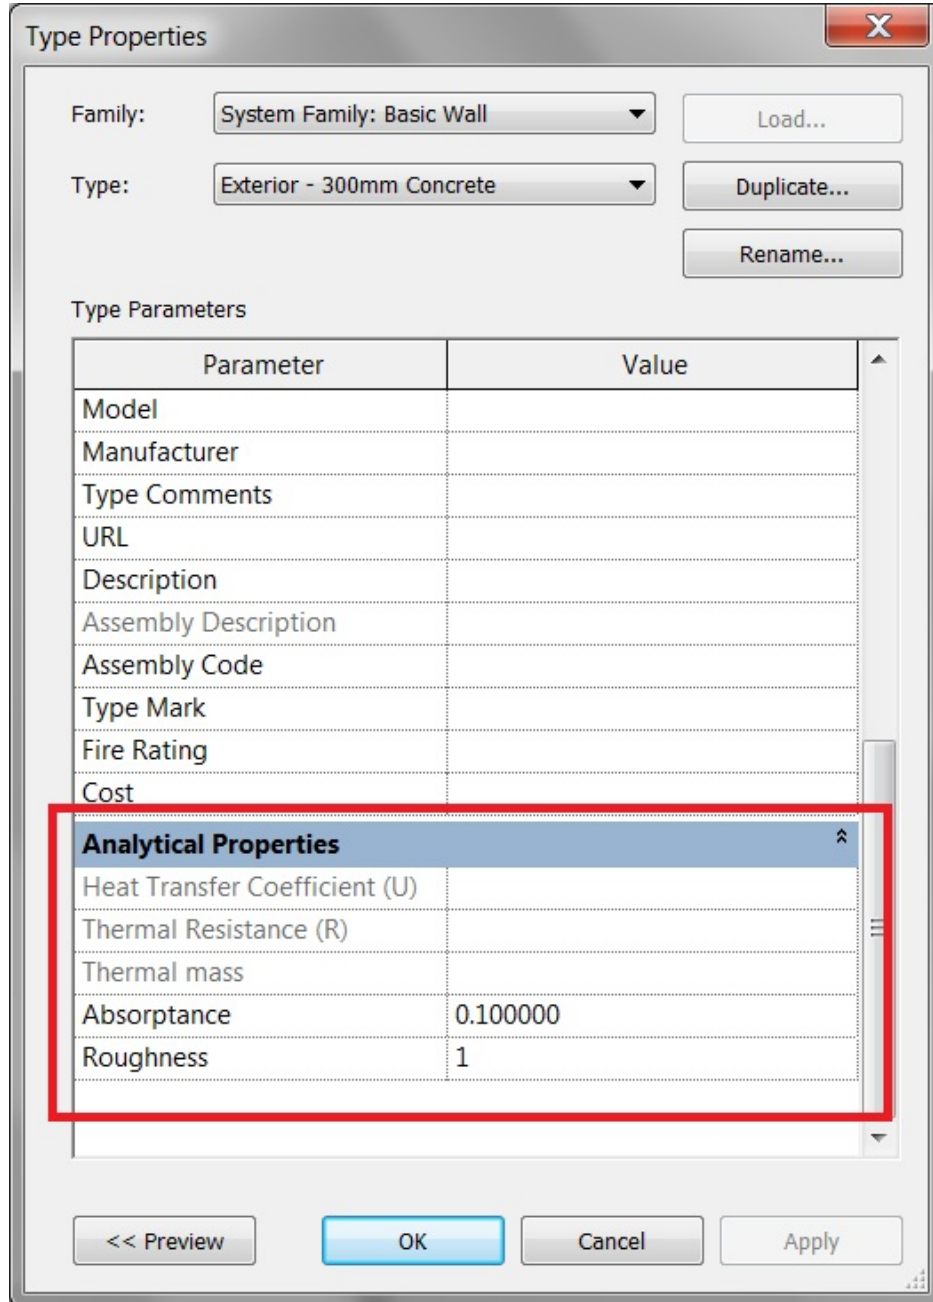 Type Properties
Family: System Family: Basic Wall Load...
Type: Exterior - 300mm Concrete Duplicate...
Rename...
Type Parameters
Parameter Value
Model
Manufacturer
Type Comments
URL
Description
Assembly Description
Assembly Code
Type Mark
Fire Rating
Cost
Analytical Properties
Heat Transfer Coefficient (U)
Thermal Resistance (R)
Thermal mass
Absorptance 0.100000
Roughness 1
<< Preview OK Cancel Apply